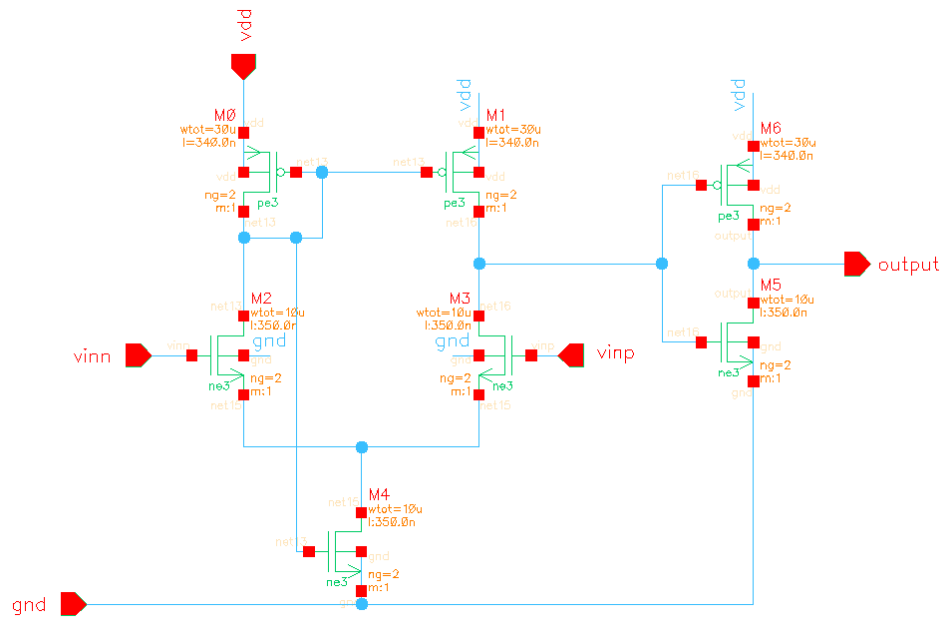 vdd
M0
vdd
wtot=30u
l=340.0n
net13
vdd
ng=2
pe3
m:1
net13
vdd
M1
vdd
wtot=30u
l=340.0n
net13
vdd
ng=2
pe3
m:1
net16
vdd
M6
vdd
wtot=30u
l=340.0n
net16
vdd
ng=2
pe3
m:1
output
output
M2
net13
wtot=10u
l:350.0n
gnd
vinn
vinn
gnd
ne3
ng=2
m:1
net15
M3
net16
wtot=10u
l:350.0n
gnd
gnd
vinp
vinp
ng=2
ne3
m:1
net15
output
M5
wtot=10u
l:350.0n
net16
gnd
ne3
ng=2
m:1
gnd
M4
net15
wtot=10u
l:350.0n
net13
gnd
ne3
ng=2
m:1
gnd
gnd